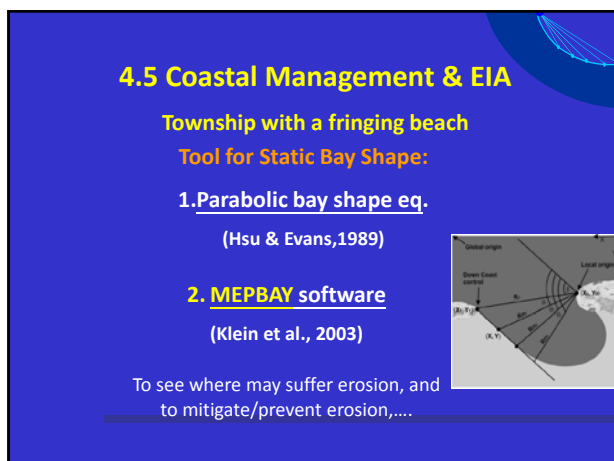 4.5 Coastal Management & EIA
Township with a fringing beach
Tool for Static Bay Shape:
1.Parabolic bay shape eq.
(Hsu & Evans,1989)
2. MEPBAY software
(Klein et al., 2003)
To see where may suffer erosion, and
to mitigate/prevent erosion,....
Global origin
Local origin
Down Coast
control
(X, Y)